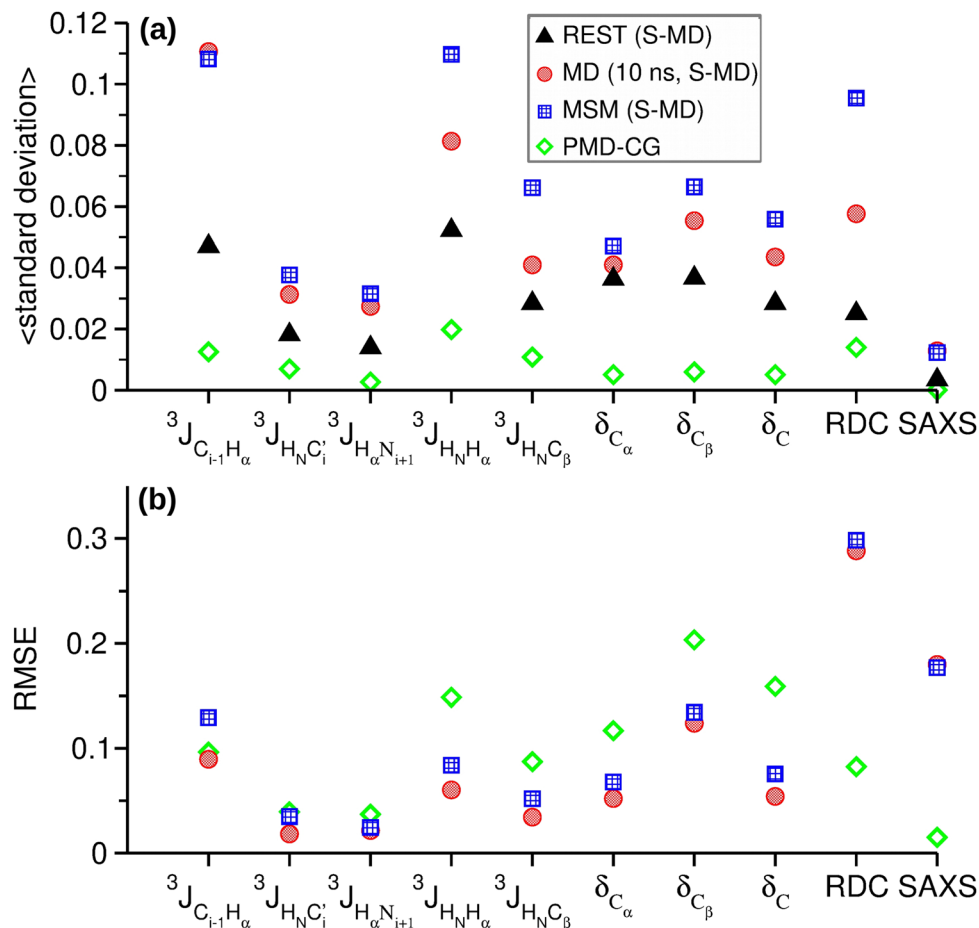 (a)
REST (S-MD)
MD (10 ns, S-MD)
MSM (S-MD)
PMD-CG
<standard deviation>
0.12
0.1
0.08
0.06
0.04
0.02
0
³J_{C_{i-1}H_α} ³J_{H_NC'_i} ³J_{H_αN_{i+1}} ³J_{H_NH_α} ³J_{H_NC_β} δ_{C_α} δ_{C_β} δ_C RDC SAXS
(b)
RMSE
0.3
0.2
0.1
0
³J_{C_{i-1}H_α} ³J_{H_NC'_i} ³J_{H_αN_{i+1}} ³J_{H_NH_α} ³J_{H_NC_β} δ_{C_α} δ_{C_β} δ_C RDC SAXS